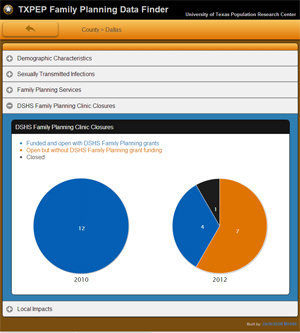 TXPEP Family Planning Data Finder
University of Texas Population Research Center
County = Dallas
Demographic Characteristics
Sexually Transmitted Infections
Family Planning Services
DSHS Family Planning Clinic Closures
DSHS Family Planning Clinic Closures
Funded and open with DSHS Family Planning grants
Open but without DSHS Family Planning grant funding
Closed
12
1
4
7
2010
2012
Local Impacts
Built by